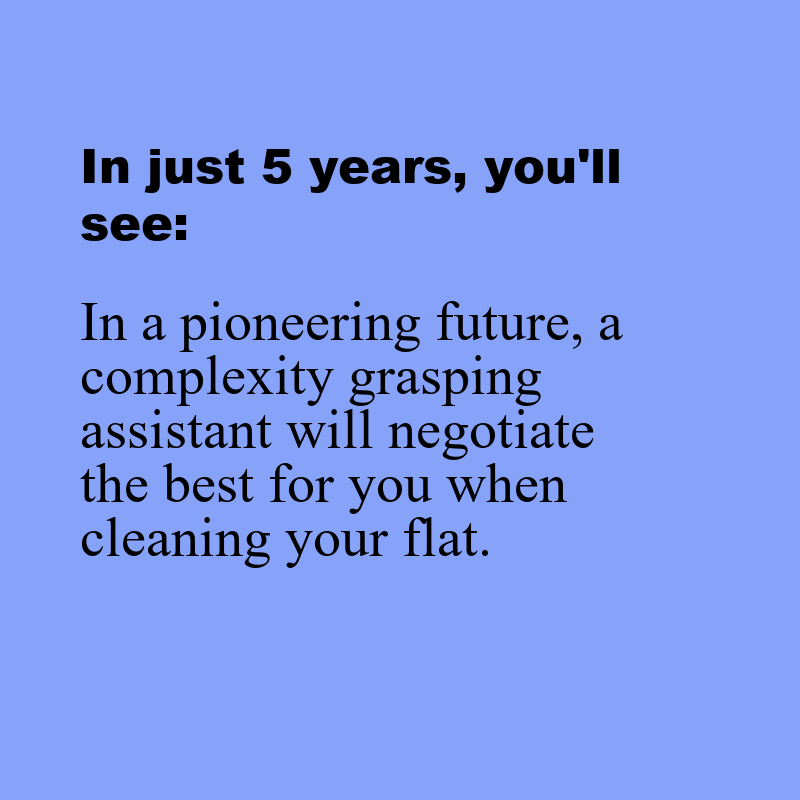 In just 5 years, you'll
see:
In a pioneering future, a
complexity grasping
assistant will negotiate
the best for you when
cleaning your flat.